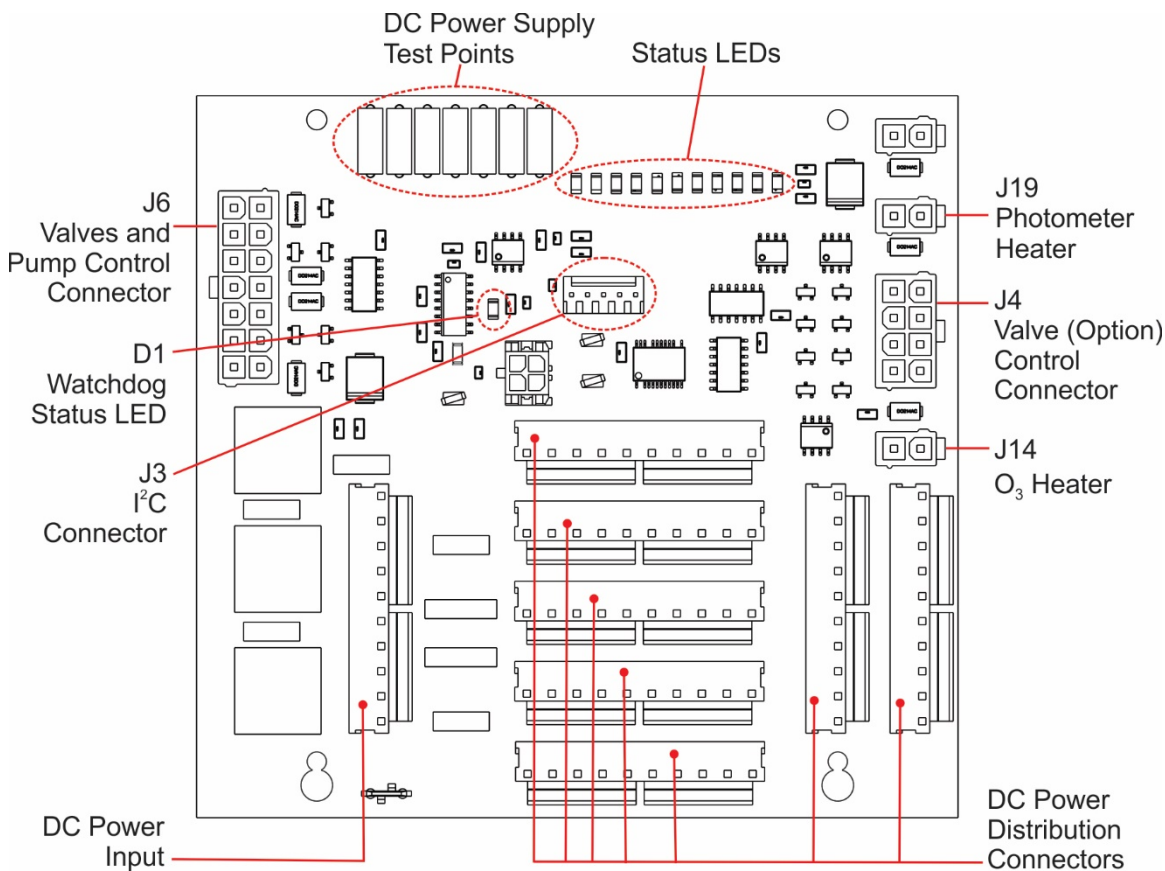 DC Power Supply
Test Points
Status LEDs
J6
Valves and
Pump Control
Connector
D1
Watchdog
Status LED
J3
I²C
Connector
J19
Photometer
Heater
J4
Valve (Option)
Control
Connector
J14
O₃ Heater
DC Power
Input
DC Power
Distribution
Connectors